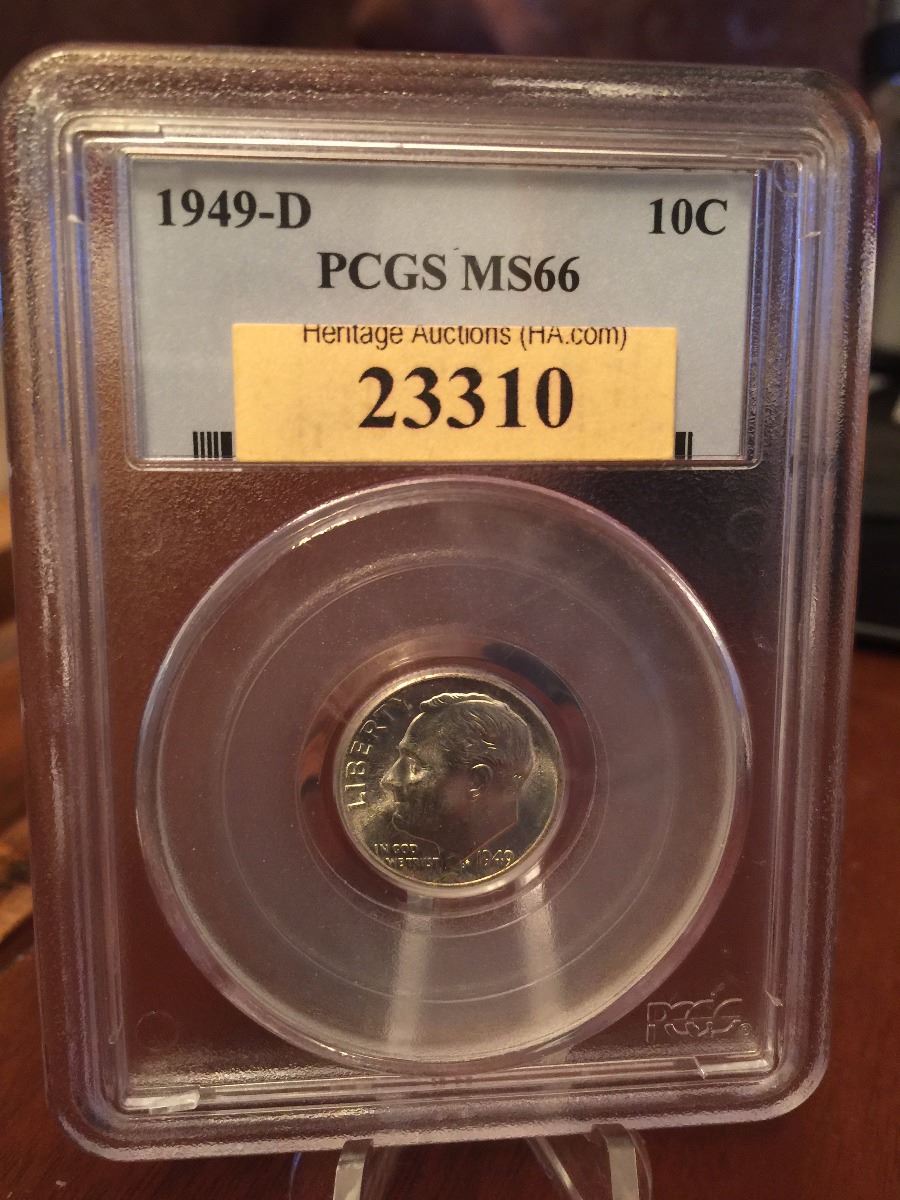 1949-D 10C
PCGS MS66
Heritage Auctions (HA.com)
23310
LIBERTY
IN GOD
WE TRUST 1949
PCGS